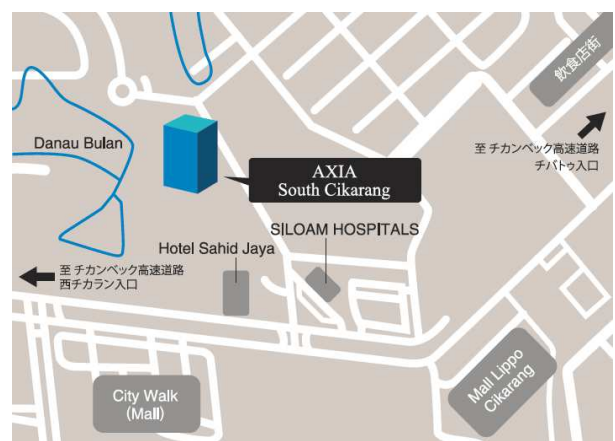 飲食店街
Danau Bulan
至 チカンペック高速道路
チバトゥ入口
AXIA
South Cikarang
SILOAM HOSPITALS
Hotel Sahid Jaya
至 チカンペック高速道路
西チカラン入口
City Walk
(Mall)
Mall Lippo
Cikarang